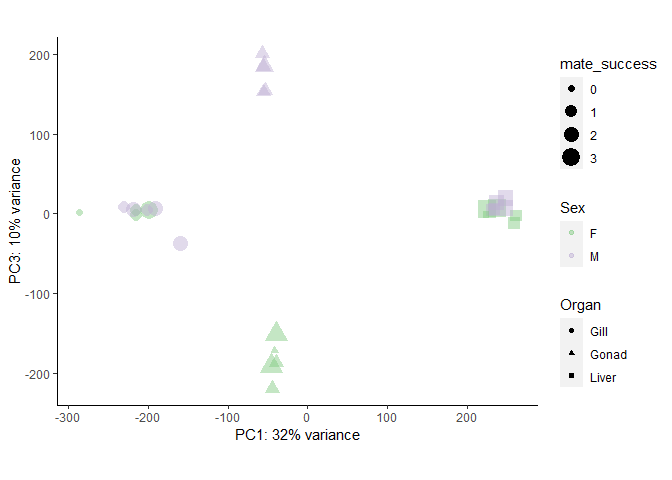 200
100
0
-100
-200
PC3: 10% variance
-300
-200
-100
0
100
200
PC1: 32% variance
mate_success
0
1
2
3
Sex
F
M
Organ
Gill
Gonad
Liver